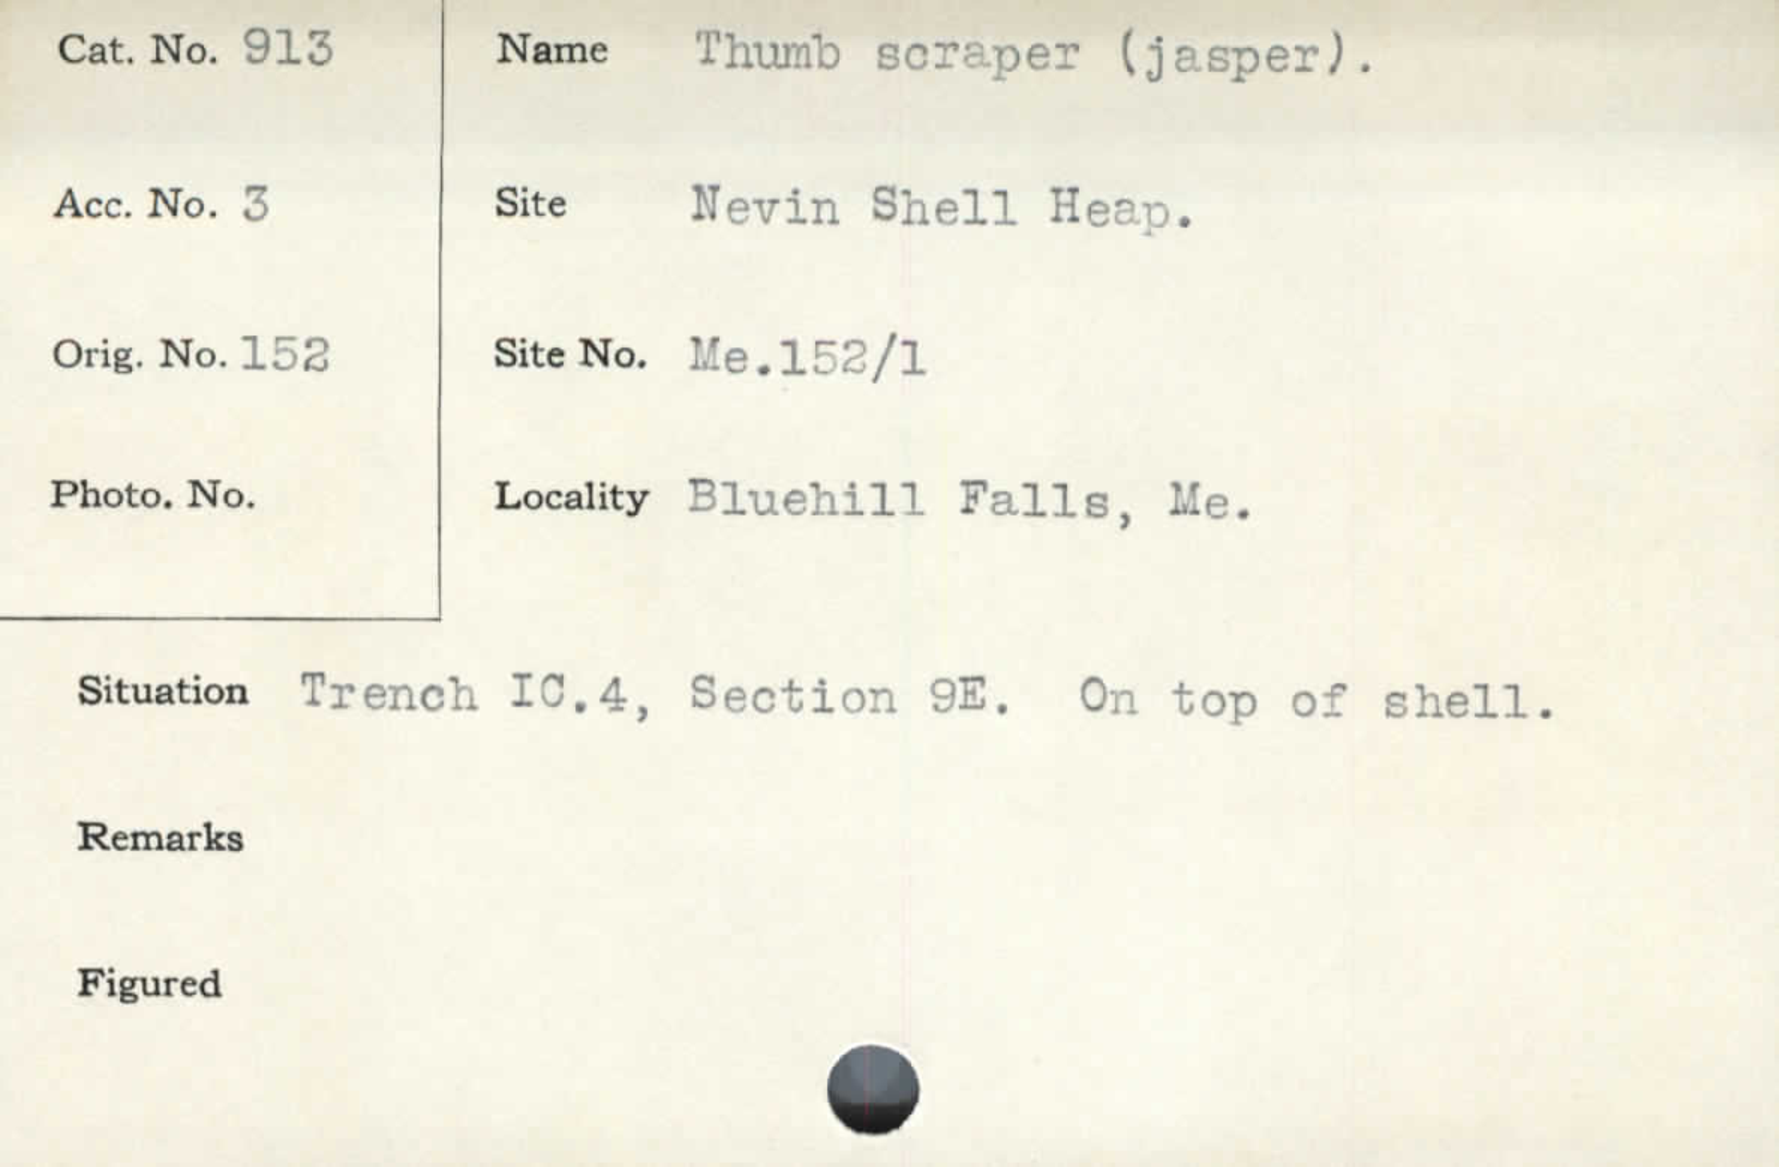 Cat. No. 913
Name Thumb scraper (jasper).
Acc. No. 3
Site Nevin Shell Heap.
Orig. No. 152
Site No. Me.152/1
Photo. No.
Locality Bluehill Falls, Me.
Situation Trench IC.4, Section 9E. On top of shell.
Remarks
Figured